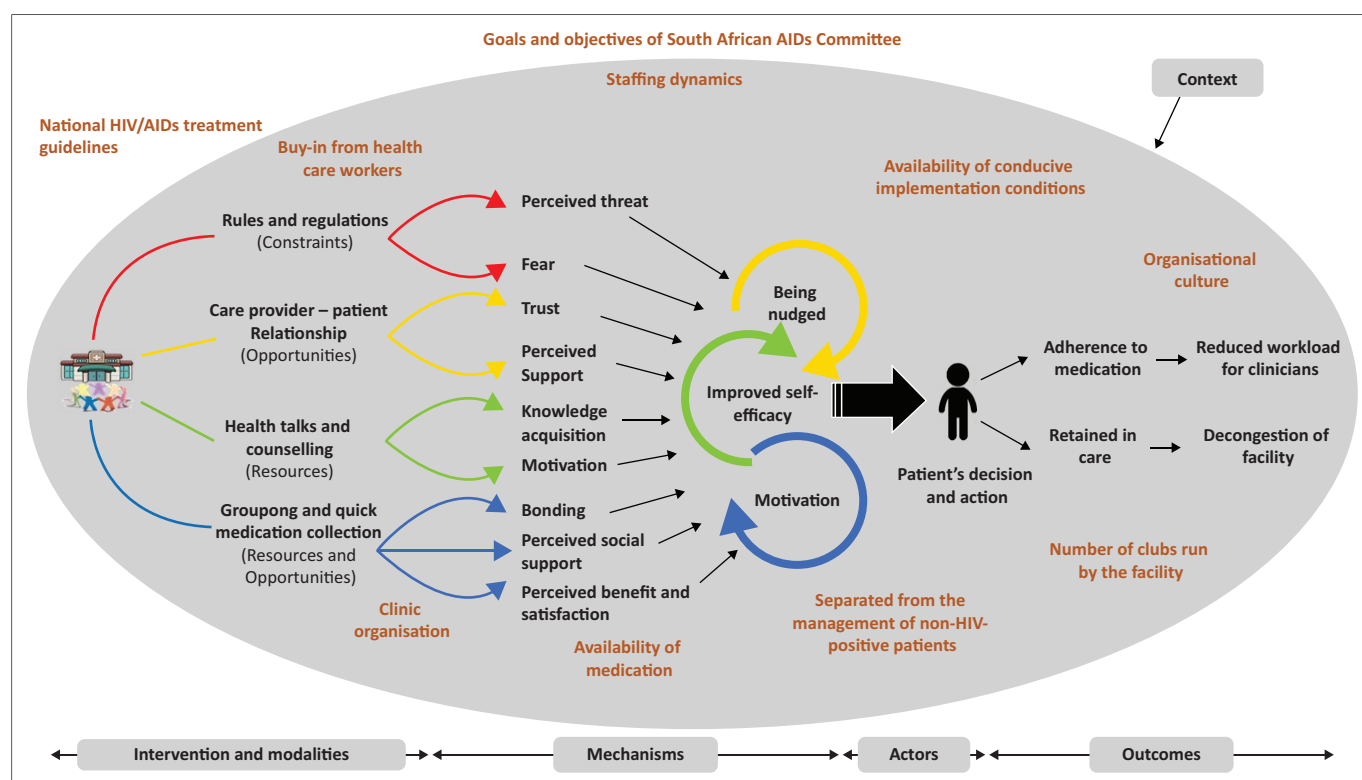 Goals and objectives of South African AIDs Committee
Staffing dynamics
Context
National HIV/AIDs treatment
guidelines
Buy-in from health
care workers
Availability of conducive
implementation conditions
Rules and regulations
(Constraints)
Perceived threat
Fear
Organisational
culture
Care provider – patient
Relationship
(Opportunities)
Trust
Perceived
Support
Being
nudged
Adherence to
medication
Reduced workload
for clinicians
Improved self-
efficacy
Health talks and
counselling
(Resources)
Knowledge
acquisition
Motivation
Retained in
care
Decongestion of
facility
Patient’s decision
and action
Groupong and quick
medication collection
(Resources and
Opportunities)
Bonding
Perceived social
support
Perceived benefit and
satisfaction
Motivation
Number of clubs run
by the facility
Clinic
organisation
Availability of
medication
Separated from the
management of non-HIV-
positive patients
Intervention and modalities
Mechanisms
Actors
Outcomes